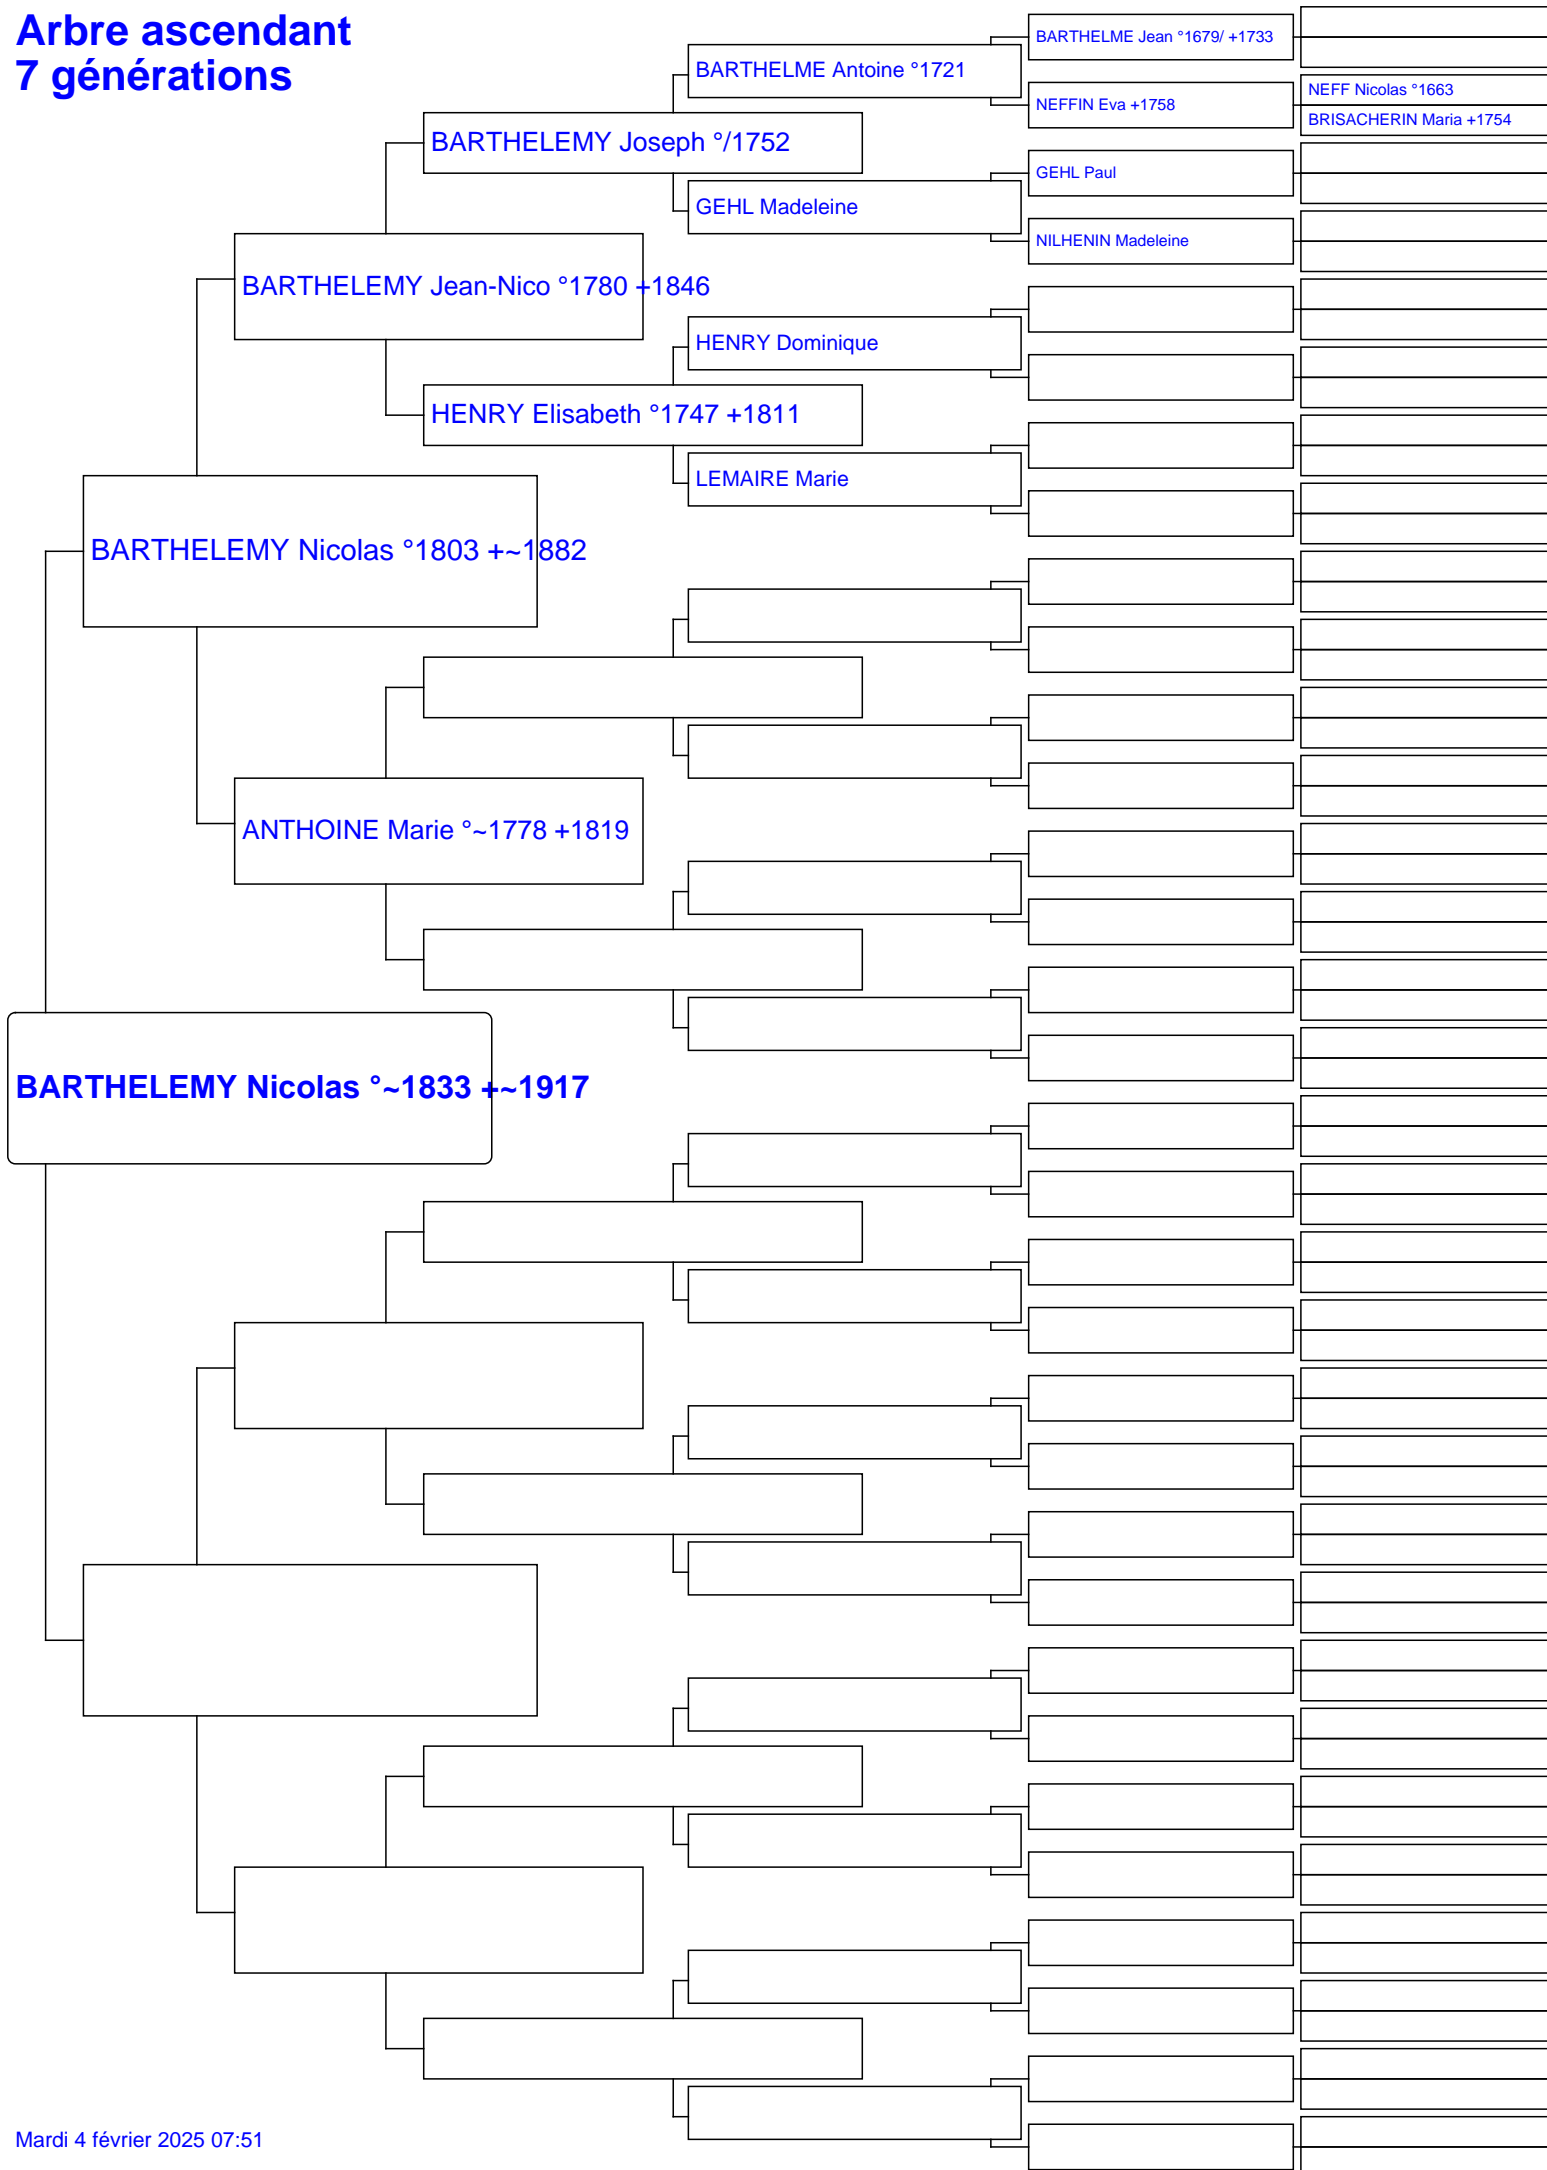 Arbre ascendant
7 générations
BARTHELME Jean °1679/ +1733
BARTHELME Antoine °1721
NEFF Nicolas °1663
NEFFIN Eva +1758
BRISACHERIN Maria +1754
BARTHELEMY Joseph °/1752
GEHL Paul
GEHL Madeleine
NILHENIN Madeleine
BARTHELEMY Jean-Nico °1780 +1846
HENRY Dominique
HENRY Elisabeth °1747 +1811
LEMAIRE Marie
BARTHELEMY Nicolas °1803 +~1882
ANTHOINE Marie °~1778 +1819
BARTHELEMY Nicolas °~1833 +~1917
Mardi 4 février 2025 07:51